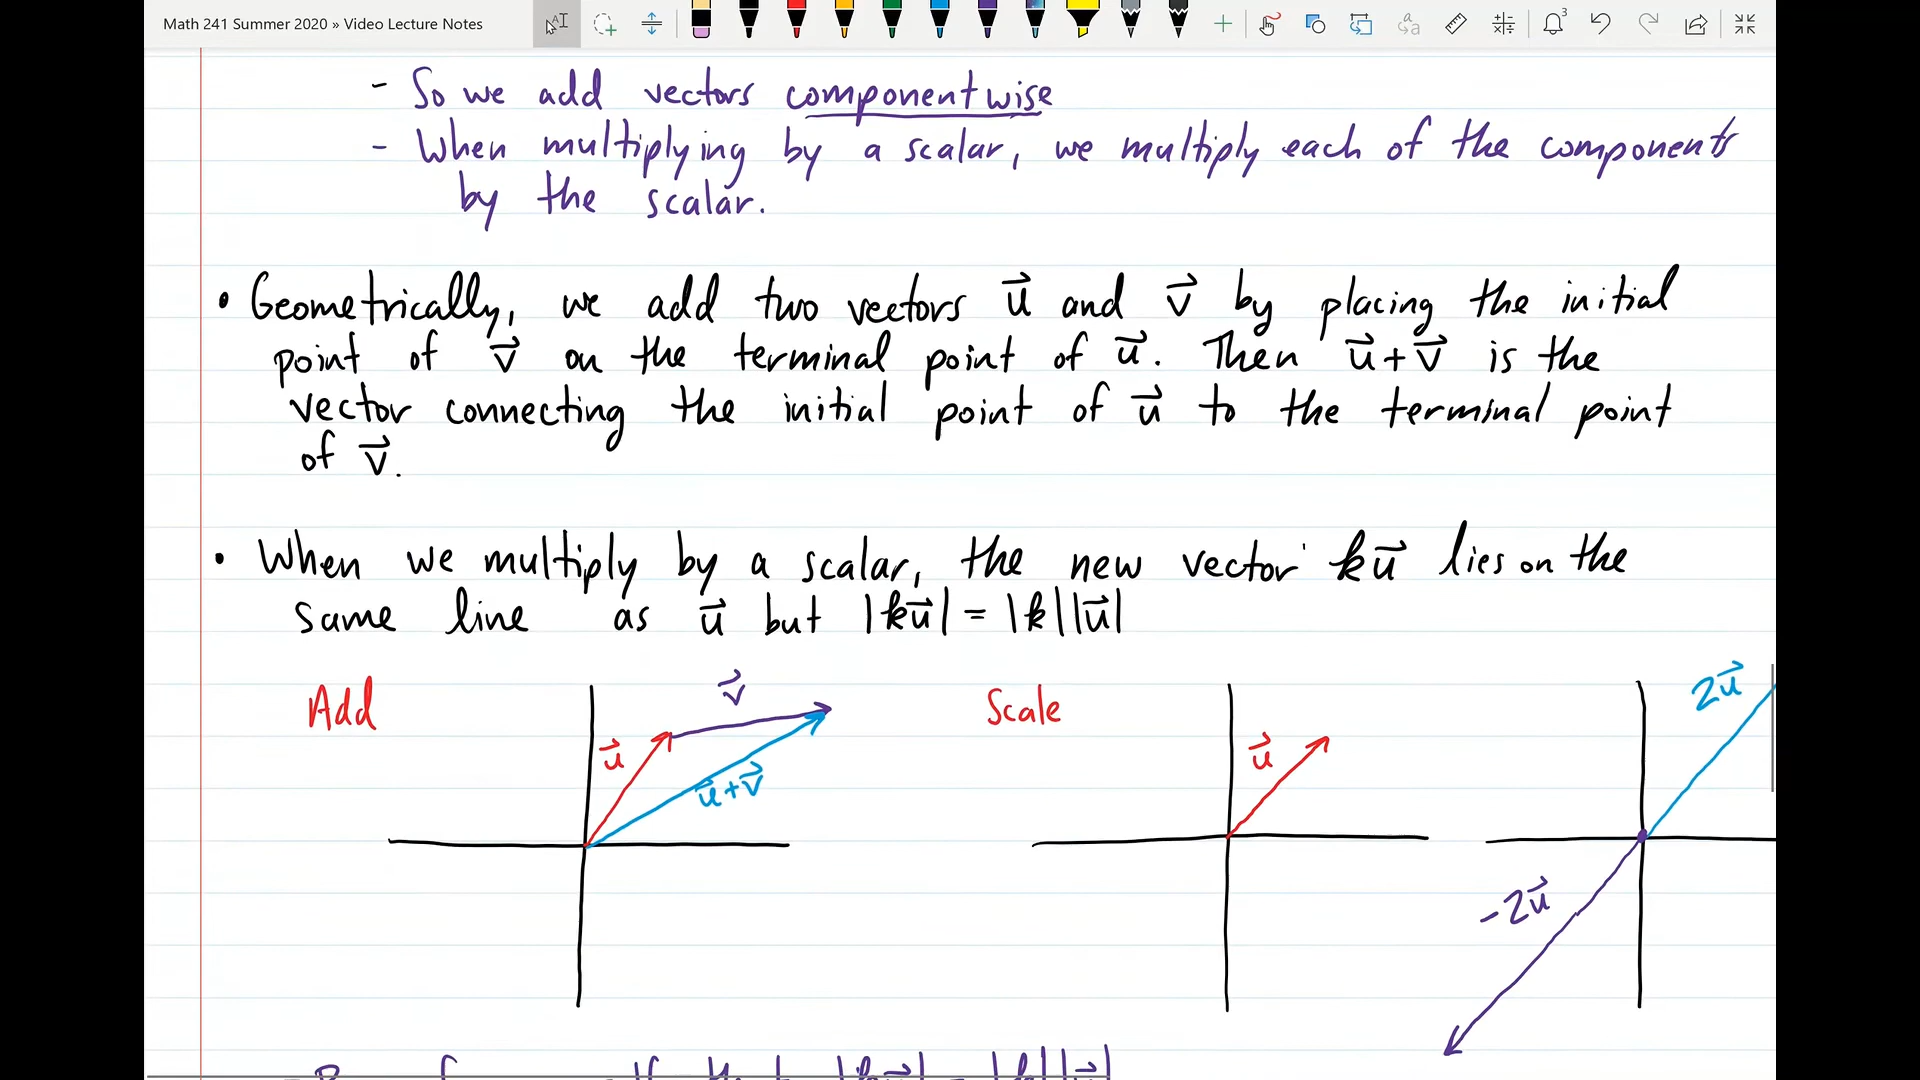 Math 241 Summer 2020 » Video Lecture Notes
3
- So we add vectors componentwise
- When multiplying by a scalar, we multiply each of the components
by the scalar.
• Geometrically, we add two vectors u⃗ and v⃗ by placing the initial
point of v⃗ on the terminal point of u⃗. Then u⃗+v⃗ is the
vector connecting the initial point of u⃗ to the terminal point
of v⃗.
• When we multiply by a scalar, the new vector ku⃗ lies on the
same line as u⃗ but |ku⃗| = |k||u⃗|
Add
v⃗
u⃗
u⃗+v⃗
Scale
u⃗
2u⃗
-2u⃗
|ku⃗| = |k||u⃗|